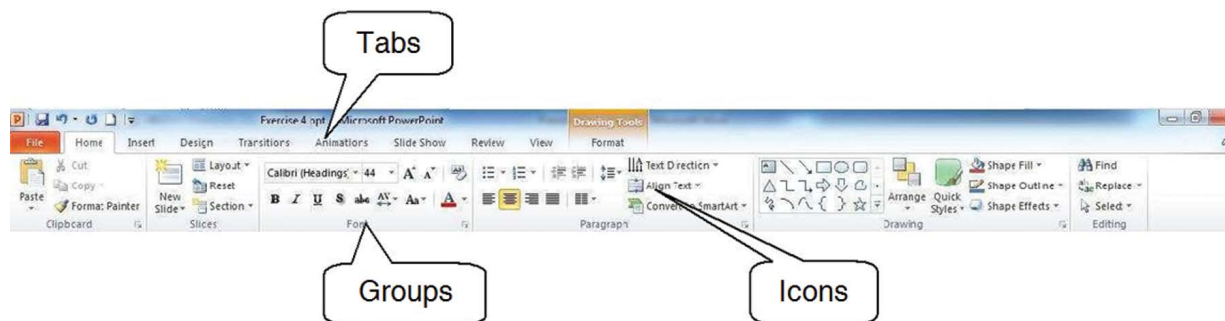 Tabs
Exercise 4.ppt - Microsoft PowerPoint
Drawing Tools
File Home Insert Design Transitions Animations Slide Show Review View Format
Cut
Copy
Format Painter
Paste
Clipboard
New Slide
Layout
Reset
Section
Slides
Calibri (Headings) 44 A A
B I U S abc AV Aa A
Font
Text Direction
Align Text
Convert to SmartArt
Paragraph
Arrange
Quick Styles
Shape Fill
Shape Outline
Shape Effects
Drawing
Find
Replace
Select
Editing
Groups
Icons